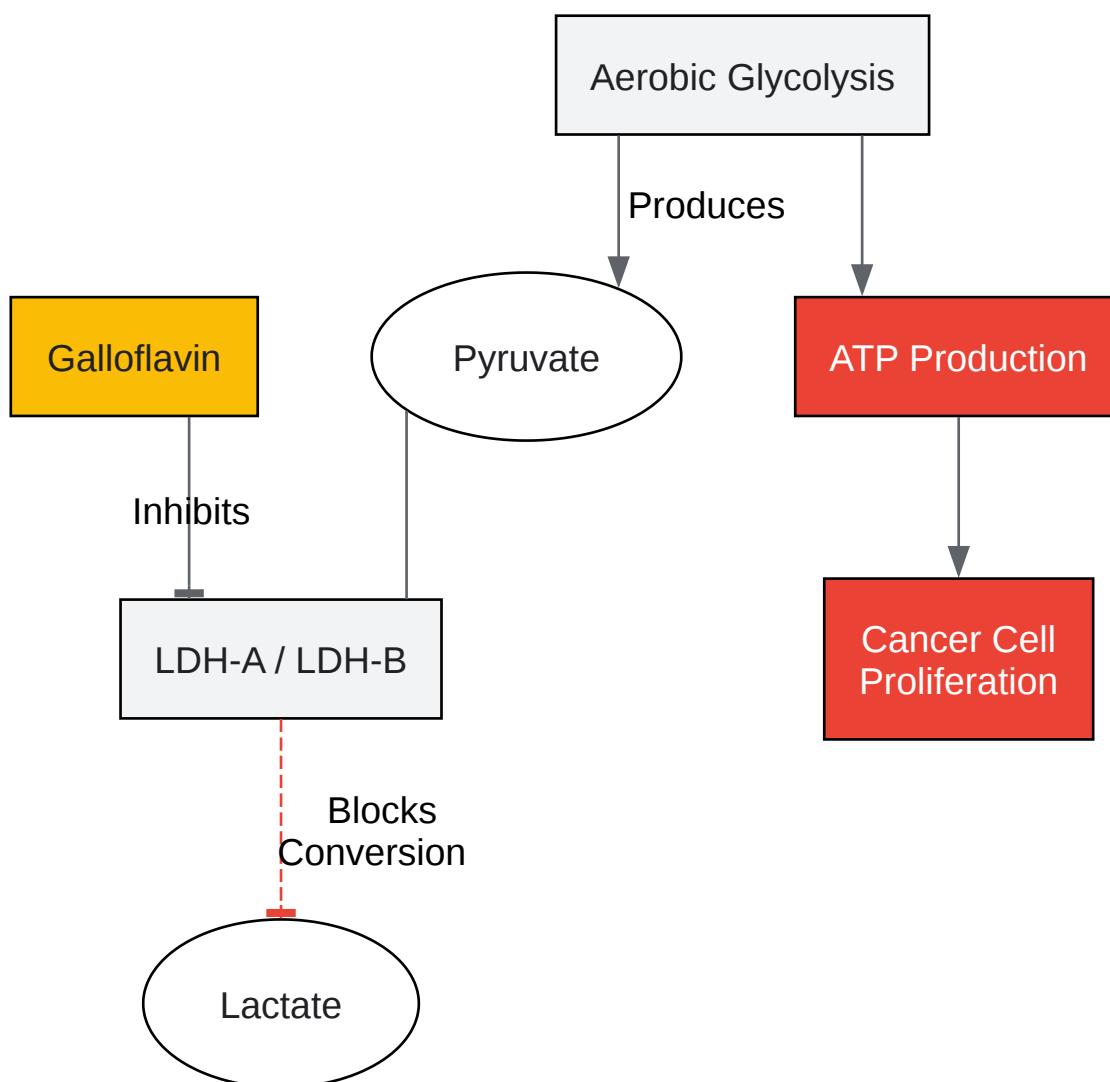 Aerobic Glycolysis
Produces
Galloflavin
Pyruvate
ATP Production
Inhibits
LDH-A / LDH-B
Cancer Cell
Proliferation
Blocks
Conversion
Lactate